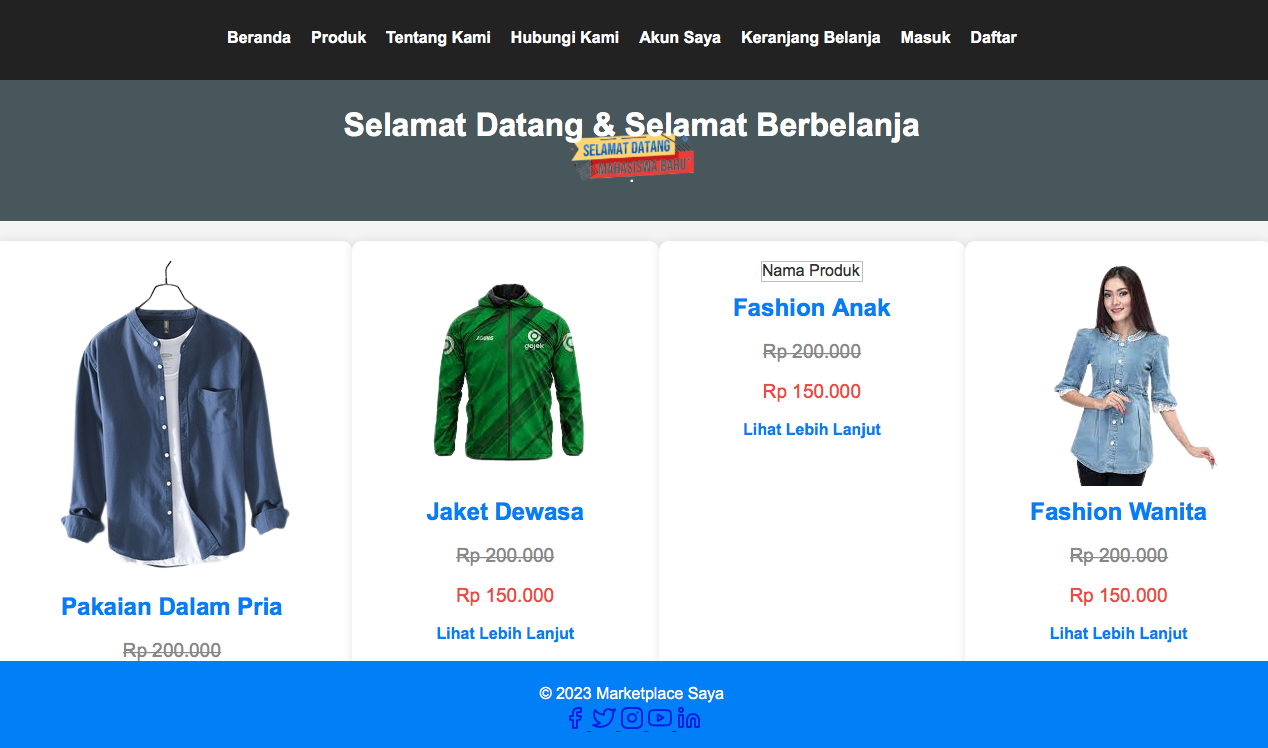 Beranda Produk Tentang Kami Hubungi Kami Akun Saya Keranjang Belanja Masuk Daftar
Selamat Datang & Selamat Berbelanja
SELAMAT DATANG
MAHASISWA BARU
AGUNG
gojek
Nama Produk
Fashion Anak
Rp 200.000
Rp 150.000
Lihat Lebih Lanjut
Jaket Dewasa
Rp 200.000
Rp 150.000
Lihat Lebih Lanjut
Fashion Wanita
Rp 200.000
Rp 150.000
Lihat Lebih Lanjut
Pakaian Dalam Pria
Rp 200.000
© 2023 Marketplace Saya